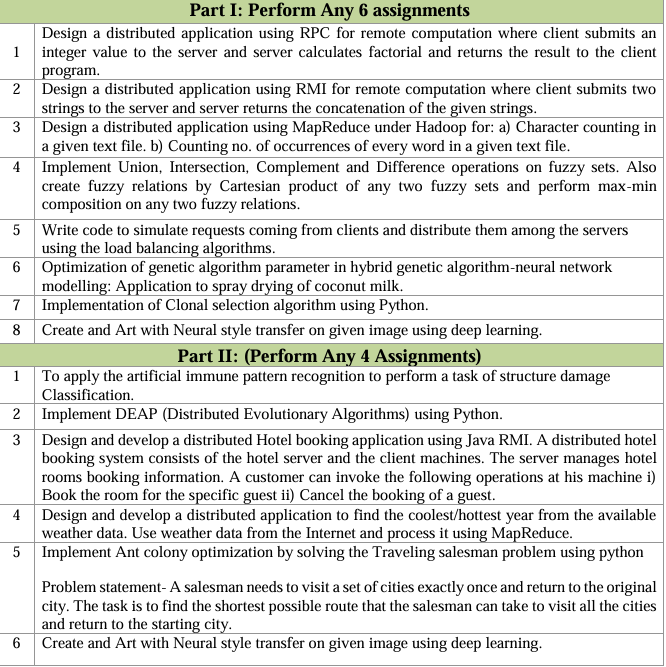 Part I: Perform Any 6 assignments
1 Design a distributed application using RPC for remote computation where client submits an
integer value to the server and server calculates factorial and returns the result to the client
program.
2 Design a distributed application using RMI for remote computation where client submits two
strings to the server and server returns the concatenation of the given strings.
3 Design a distributed application using MapReduce under Hadoop for: a) Character counting in
a given text file. b) Counting no. of occurrences of every word in a given text file.
4 Implement Union, Intersection, Complement and Difference operations on fuzzy sets. Also
create fuzzy relations by Cartesian product of any two fuzzy sets and perform max-min
composition on any two fuzzy relations.
5 Write code to simulate requests coming from clients and distribute them among the servers
using the load balancing algorithms.
6 Optimization of genetic algorithm parameter in hybrid genetic algorithm-neural network
modelling: Application to spray drying of coconut milk.
7 Implementation of Clonal selection algorithm using Python.
8 Create and Art with Neural style transfer on given image using deep learning.
Part II: (Perform Any 4 Assignments)
1 To apply the artificial immune pattern recognition to perform a task of structure damage
Classification.
2 Implement DEAP (Distributed Evolutionary Algorithms) using Python.
3 Design and develop a distributed Hotel booking application using Java RMI. A distributed hotel
booking system consists of the hotel server and the client machines. The server manages hotel
rooms booking information. A customer can invoke the following operations at his machine i)
Book the room for the specific guest ii) Cancel the booking of a guest.
4 Design and develop a distributed application to find the coolest/hottest year from the available
weather data. Use weather data from the Internet and process it using MapReduce.
5 Implement Ant colony optimization by solving the Traveling salesman problem using python
Problem statement- A salesman needs to visit a set of cities exactly once and return to the original
city. The task is to find the shortest possible route that the salesman can take to visit all the cities
and return to the starting city.
6 Create and Art with Neural style transfer on given image using deep learning.